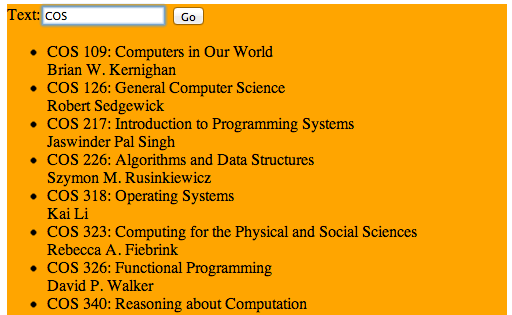 Text: COS Go
COS 109: Computers in Our World
Brian W. Kernighan
COS 126: General Computer Science
Robert Sedgewick
COS 217: Introduction to Programming Systems
Jaswinder Pal Singh
COS 226: Algorithms and Data Structures
Szymon M. Rusinkiewicz
COS 318: Operating Systems
Kai Li
COS 323: Computing for the Physical and Social Sciences
Rebecca A. Fiebrink
COS 326: Functional Programming
David P. Walker
COS 340: Reasoning about Computation